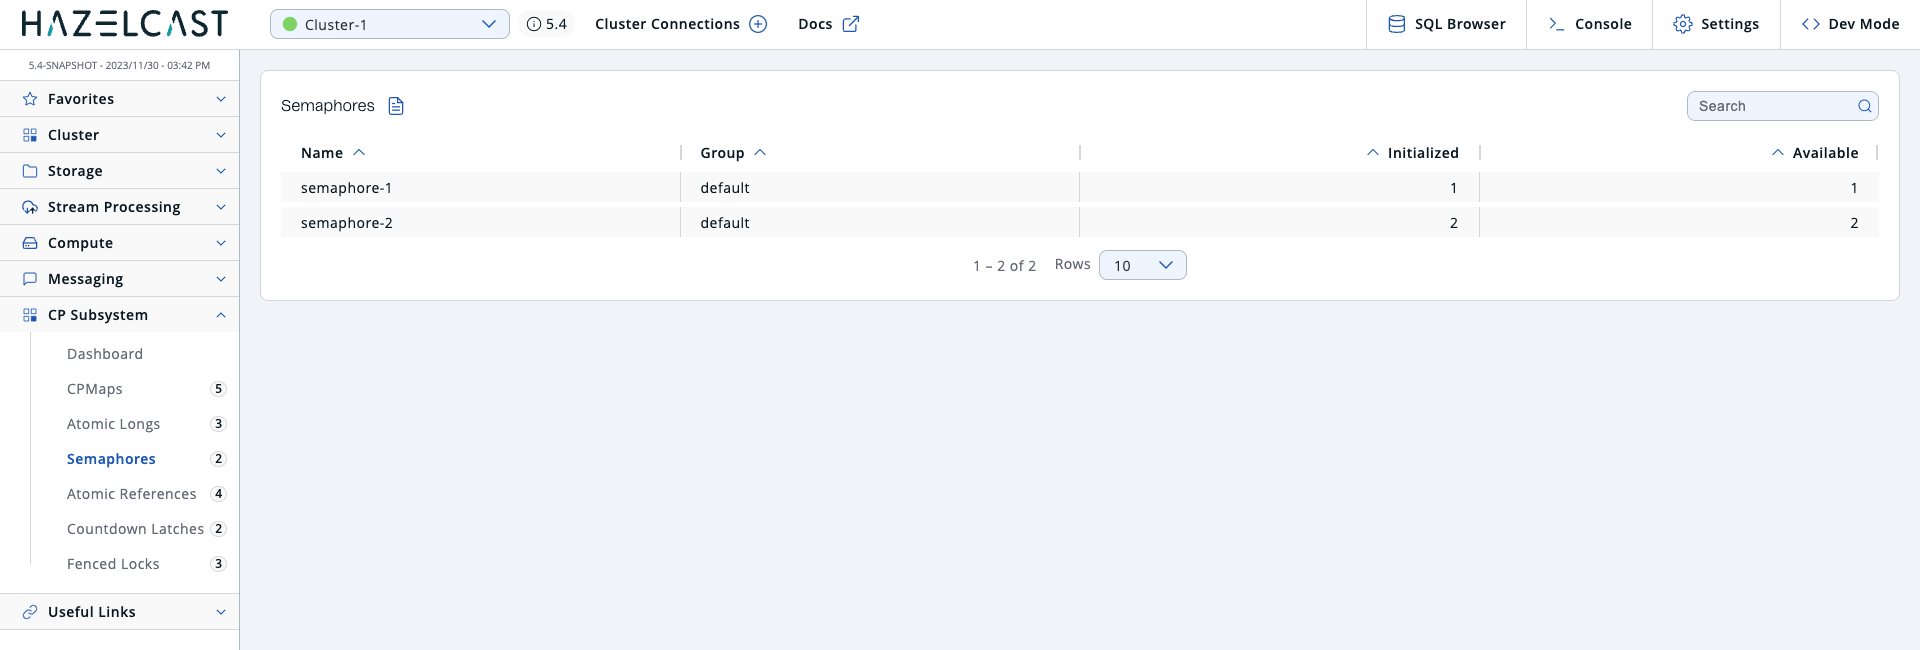 HAZELCAST
Cluster-1
5.4
Cluster Connections
Docs
SQL Browser
Console
Settings
Dev Mode
5.4-SNAPSHOT - 2023/11/30 - 03:42 PM
Favorites
Cluster
Storage
Stream Processing
Compute
Messaging
CP Subsystem
Dashboard
CPMaps 5
Atomic Longs 3
Semaphores 2
Atomic References 4
Countdown Latches 2
Fenced Locks 3
Useful Links
Semaphores
Search
Name Group Initialized Available
semaphore-1 default 1 1
semaphore-2 default 2 2
1 – 2 of 2 Rows 10